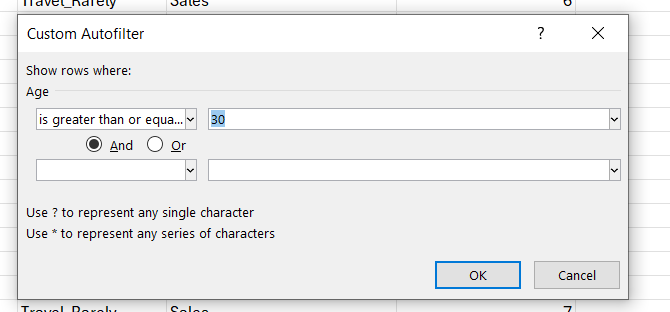 Travel_Rarely Sales 6
Custom Autofilter ?
Show rows where:
Age
is greater than or equa... 30
And Or
Use ? to represent any single character
Use * to represent any series of characters
OK Cancel
Travel_Rarely Sales 7